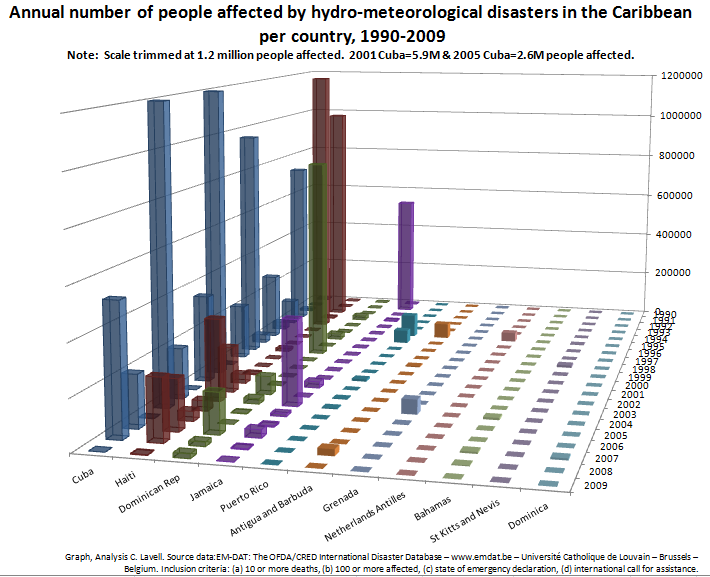 Annual number of people affected by hydro-meteorological disasters in the Caribbean
per country, 1990-2009
Note: Scale trimmed at 1.2 million people affected. 2001 Cuba=5.9M & 2005 Cuba=2.6M people affected.
1200000
1000000
800000
600000
400000
200000
0
1990
1991
1992
1993
1994
1995
1996
1997
1998
1999
2000
2001
2002
2003
2004
2005
2006
2007
2008
2009
Cuba
Haiti
Dominican Rep
Jamaica
Puerto Rico
Antigua and Barbuda
Grenada
Netherlands Antilles
Bahamas
St Kitts and Nevis
Dominica
Graph, Analysis C. Lavell. Source data:EM-DAT: The OFDA/CRED International Disaster Database – www.emdat.be – Université Catholique de Louvain – Brussels –
Belgium. Inclusion criteria: (a) 10 or more deaths, (b) 100 or more affected, (c) state of emergency declaration, (d) international call for assistance.